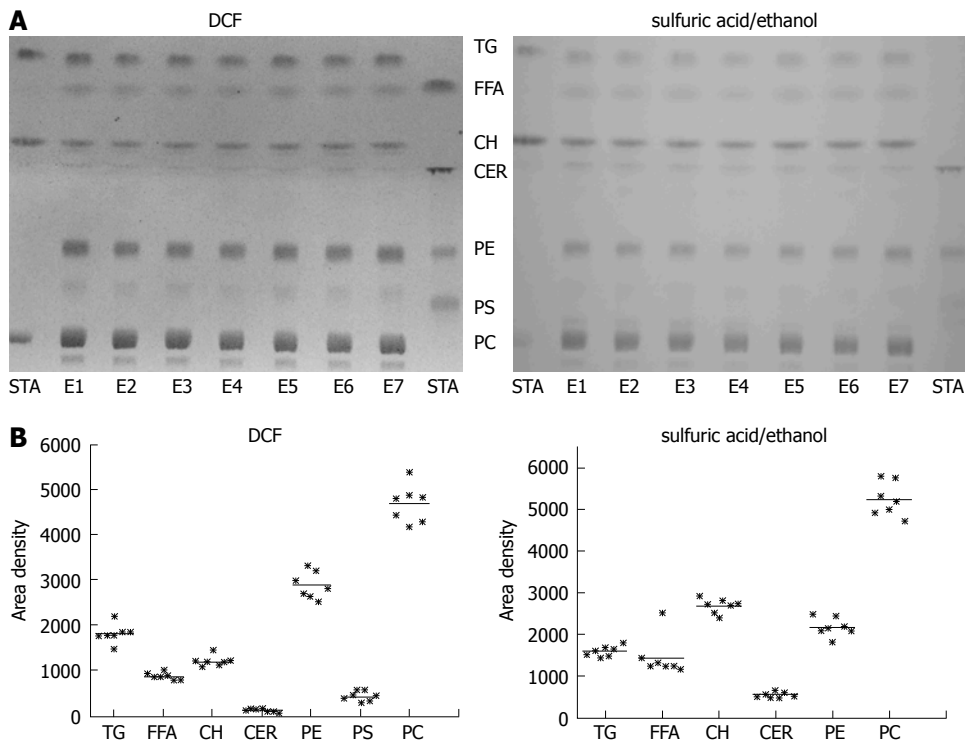 A
DCF
sulfuric acid/ethanol
TG
FFA
CH
CER
PE
PS
PC
STA E1 E2 E3 E4 E5 E6 E7 STA
STA E1 E2 E3 E4 E5 E6 E7 STA
B
DCF
Area density
6000
5000
4000
3000
2000
1000
0
TG FFA CH CER PE PS PC
sulfuric acid/ethanol
Area density
6000
5000
4000
3000
2000
1000
0
TG FFA CH CER PE PC